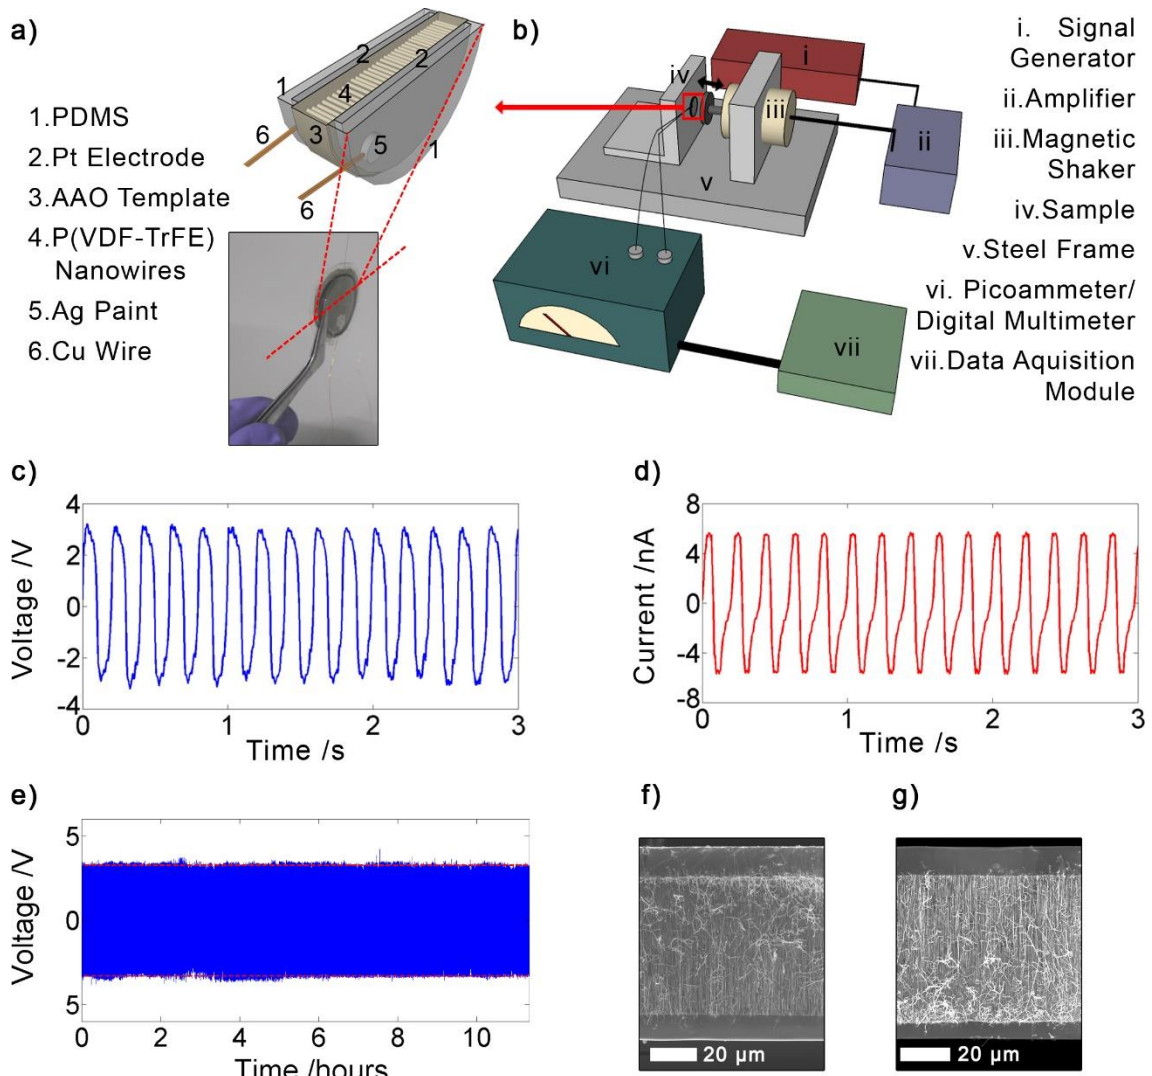 a)
1.PDMS
2.Pt Electrode
3.AAO Template
4.P(VDF-TrFE)
Nanowires
5.Ag Paint
6.Cu Wire
2
2
1
4
6
3
5
1
6
b)
i
iv
iii
ii
v
vi
vii
i. Signal
Generator
ii.Amplifier
iii.Magnetic
Shaker
iv.Sample
v.Steel Frame
vi. Picoammeter/
Digital Multimeter
vii.Data Aquisition
Module
c)
Voltage /V
4
2
0
-2
-4
0 1 2 3
Time /s
d)
Current /nA
8
4
0
-4
-8
0 1 2 3
Time /s
e)
Voltage /V
5
0
5
0 2 4 6 8 10
Time /hours
f)
20 µm
g)
20 µm